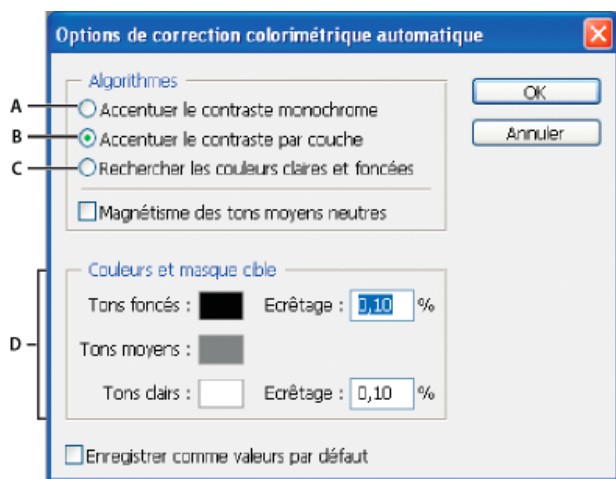 Options de correction colorimétrique automatique
Algorithmes
A
Accentuer le contraste monochrome
OK
B
Accentuer le contraste par couche
Annuler
C
Rechercher les couleurs claires et foncées
Magnétisme des tons moyens neutres
Couleurs et masque cible
Tons foncés : Ecrêtage : 0,10 %
D
Tons moyens :
Tons clairs : Ecrêtage : 0,10 %
Enregistrer comme valeurs par défaut